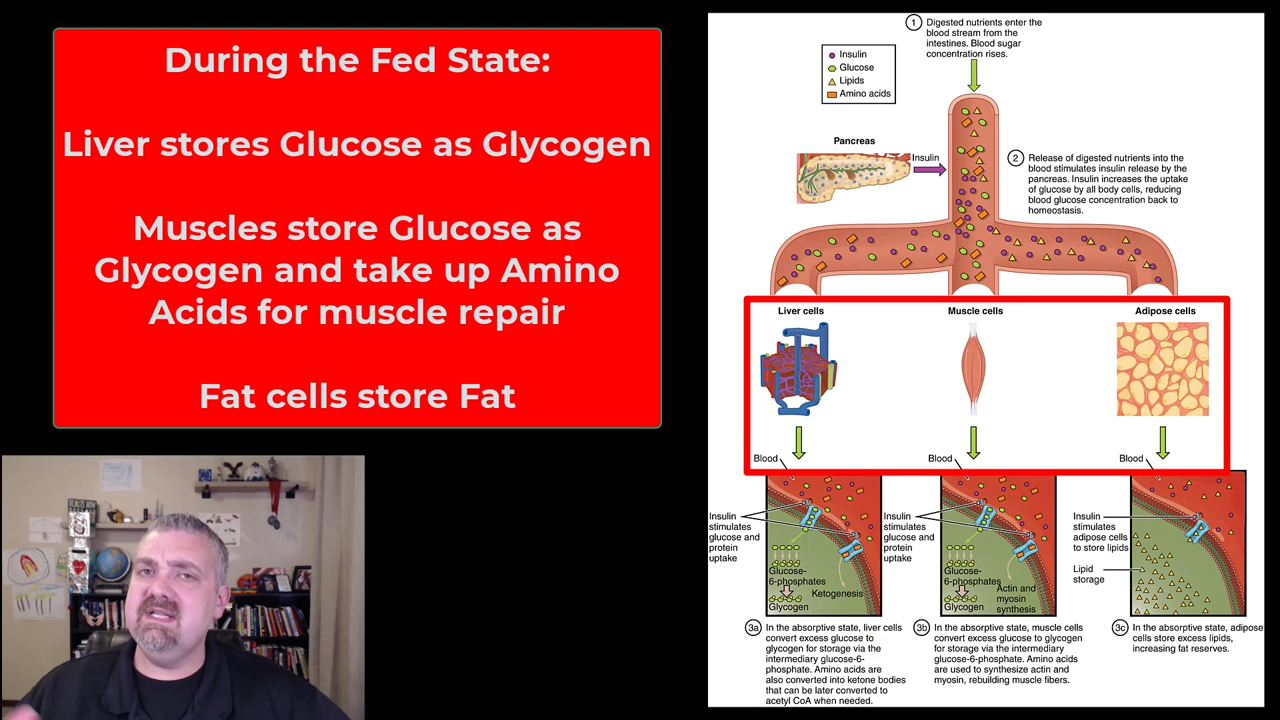 During the Fed State:
Liver stores Glucose as Glycogen
Muscles store Glucose as
Glycogen and take up Amino
Acids for muscle repair
Fat cells store Fat
1 Digested nutrients enter the
blood stream from the
intestines. Blood sugar
concentration rises.
Insulin
Glucose
Lipids
Amino acids
Pancreas
Insulin
2 Release of digested nutrients into the
blood stimulates insulin release by the
pancreas. Insulin increases the uptake
of glucose by all body cells, reducing
blood glucose concentration back to
homeostasis.
Liver cells
Muscle cells
Adipose cells
Blood
Blood
Blood
Insulin
stimulates
glucose and
protein
uptake
Glucose-
6-phosphates
Ketogenesis
Glycogen
Insulin
stimulates
glucose and
protein
uptake
Glucose-
6-phosphates
Actin and
myosin
synthesis
Glycogen
Insulin
stimulates
adipose cells
to store lipids
Lipid
storage
3a In the absorptive state, liver cells
convert excess glucose to
glycogen for storage via the
intermediary glucose-6-
phosphate. Amino acids are
also converted into ketone bodies
that can be later converted to
acetyl CoA when needed.
3b In the absorptive state, muscle cells
convert excess glucose to glycogen
for storage via the intermediary
glucose-6-phosphate. Amino acids
are used to synthesize actin and
myosin, rebuilding muscle fibers.
3c In the absorptive state, adipose
cells store excess lipids,
increasing fat reserves.